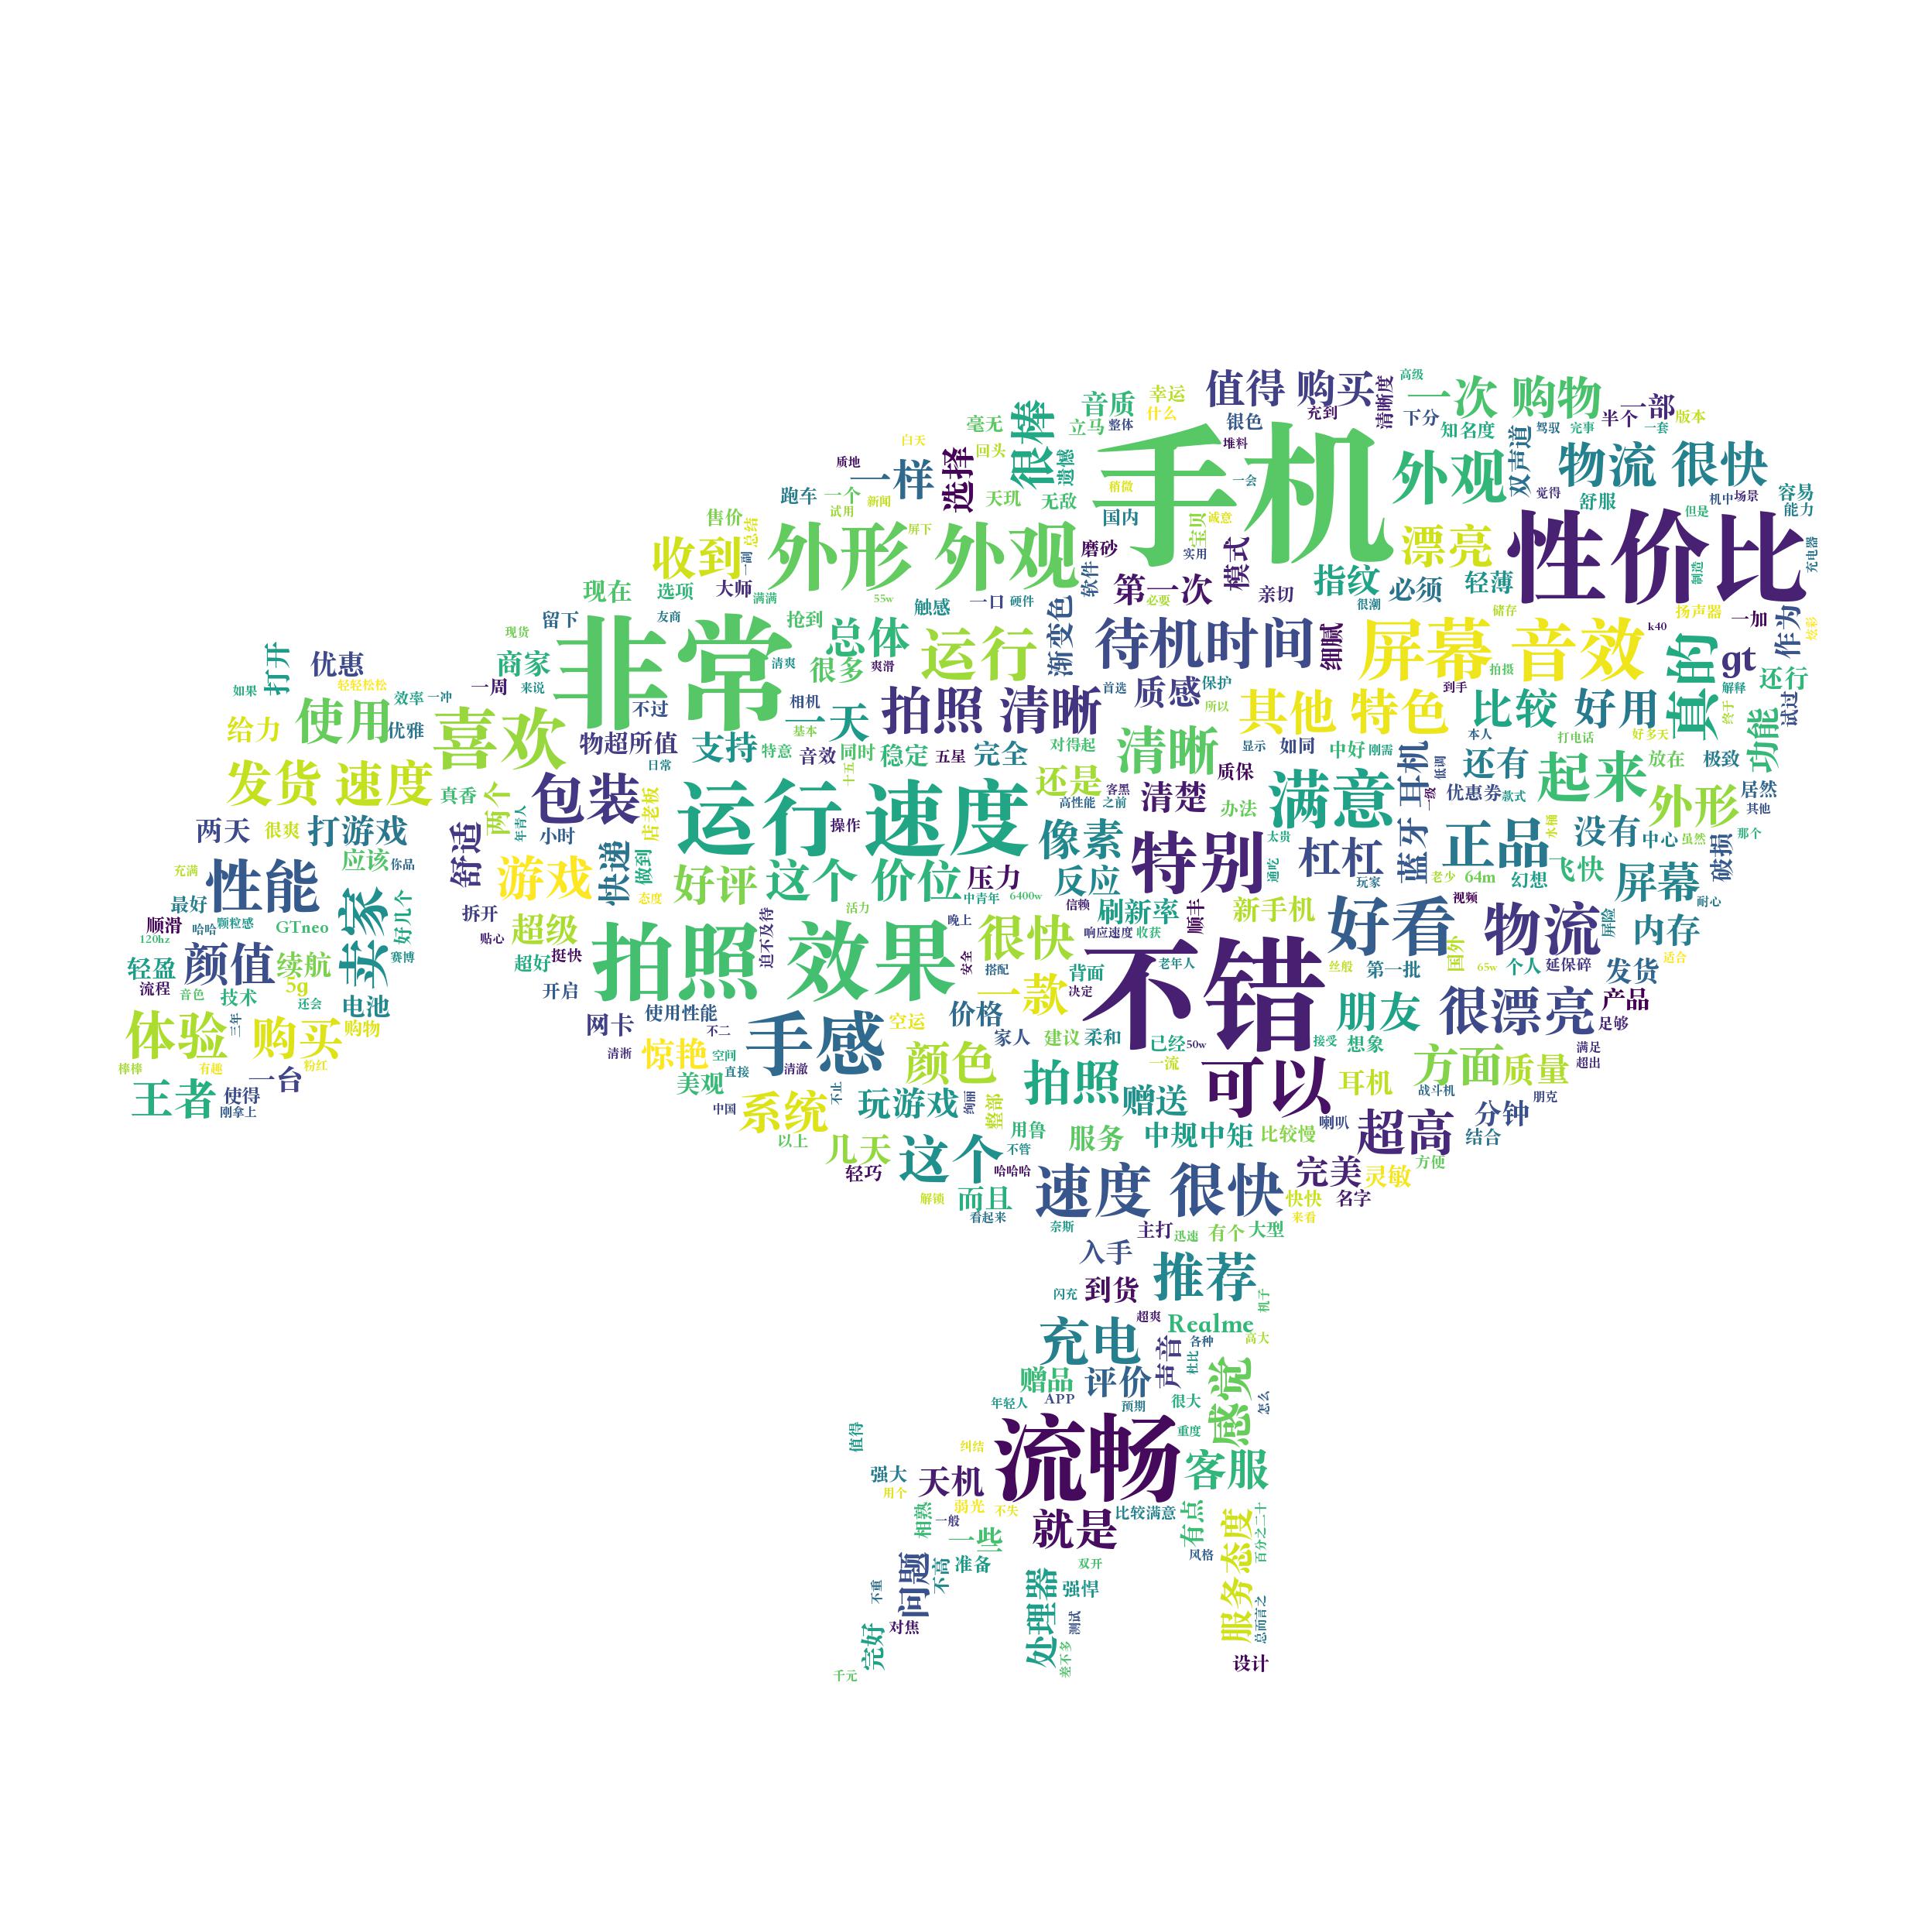 值得 购买
高级
一次 购物
音质
幸运
什么
银色
充到
清晰度
下分
半个
一部
版本
很棒
毫无
立马
整体
知名度
驾驭
完事
一套
白天
回头
堆料
手机
外观
双声道
物流 很快
质地
一样
选择
遗憾
稍微
一会
觉得
机中
场景
容易
跑车
一个
新闻
天玑
无敌
舒服
能力
试用
国内
宝贝
诚意
但是
售价
总结
屏下
收到
一副
外形 外观
磨砂
实用
模式
漂亮
性价比
充电器
现在
选项
大师
满满
55w
触感
一口
硬件
软件
第一次
必要
亲切
指纹
很潮
必须
轻薄
制造
储存
留下
友商
抢到
渐变色
扬声器
k40
一加
作为
炫彩
打开
优惠
现货
商家
非常
总体
运行
待机时间
细腻
屏幕 音效
真的
gt
还行
如果
轻轻松松
效率
一冲
一周
来说
清爽
很多
爽滑
首选
质感
保护
到手
拍摄
解释
给力
使用
优雅
喜欢
不过
相机
一天
基本
拍照 清晰
所以
其他 特色
比较
好用
终于
试过
物超所值
支持
特意
音效
同时
稳定
五星
完全
对得起
清晰
显示
如同
中好
刚需
本人
打电话
好多天
功能
日常
十五
发货 速度
真香
两个
包装
店老板
还是
客黑
质保
耳机
低调
还有
起来
放在
极致
年青人
运行 速度
高性能
之前
清楚
办法
满意
一级
优惠券
款式
外形
居然
其他
两天
很爽
打游戏
小时
操作
像素
太贵
蓝牙
正品
水桶
没有
中心
虽然
那个
应该
你品
舒适
游戏
快递
做到
好评
这个 价位
压力
反应
特别
通吃
杠杠
玩家
老少
64m
幻想
飞快
屏幕
破损
充满
性能
态度
中青年
6400w
耐心
最好
卖家
好几个
拆开
超级
迫不及待
活力
晚上
信赖
刷新率
顺丰
新手机
好看
视频
物流
屏险
内存
顺滑
哈哈
颗粒感
GTneo
贴心
拍照 效果
很快
响应速度
收获
120hz
颜值
续航
赛博
超好
挺快
安全
搭配
背面
老年人
不错
丝般
第一批
国外
65w
个人
延保碎
发货
适合
轻盈
流程
音色
技术
5g
还会
电池
开启
一款
决定
朋友
很漂亮
产品
足够
体验
三年
购买
购物
网卡
使用性能
不二
手感
空运
价格
家人
建议
柔和
已经
50w
接受
想象
清淅
惊艳
空间
颜色
一流
方面
质量
满足
超出
棒棒
有趣
粉红
美观
直接
清澈
拍照
可以
耳机
战斗机
王者
使得
一台
刚拿上
中国
系统
不止
玩游戏
绚丽
整部
赠送
喇叭
朋克
以上
用鲁
服务
中规中矩
比较慢
超高
分钟
结合
几天
这个
不管
方便
轻巧
哈哈哈
速度 很快
完美
灵敏
解锁
而且
快快
名字
看起来
来看
奈斯
主打
迅速
有个
大型
入手
推荐
闪充
到货
机子
超爽
Realme
充电
声音
各种
高大
杜比
赠品
评价
感觉
年轻人
APP
预期
很大
怎么
值得
流畅
重度
纠结
客服
强大
天机
用个
弱光
不失
比较满意
相熟
一般
就是
有点
服务态度
百分之二十
一些
风格
问题
不高
准备
双开
不重
处理器
强悍
对焦
测试
总而言之
完好
差不多
设计
千元